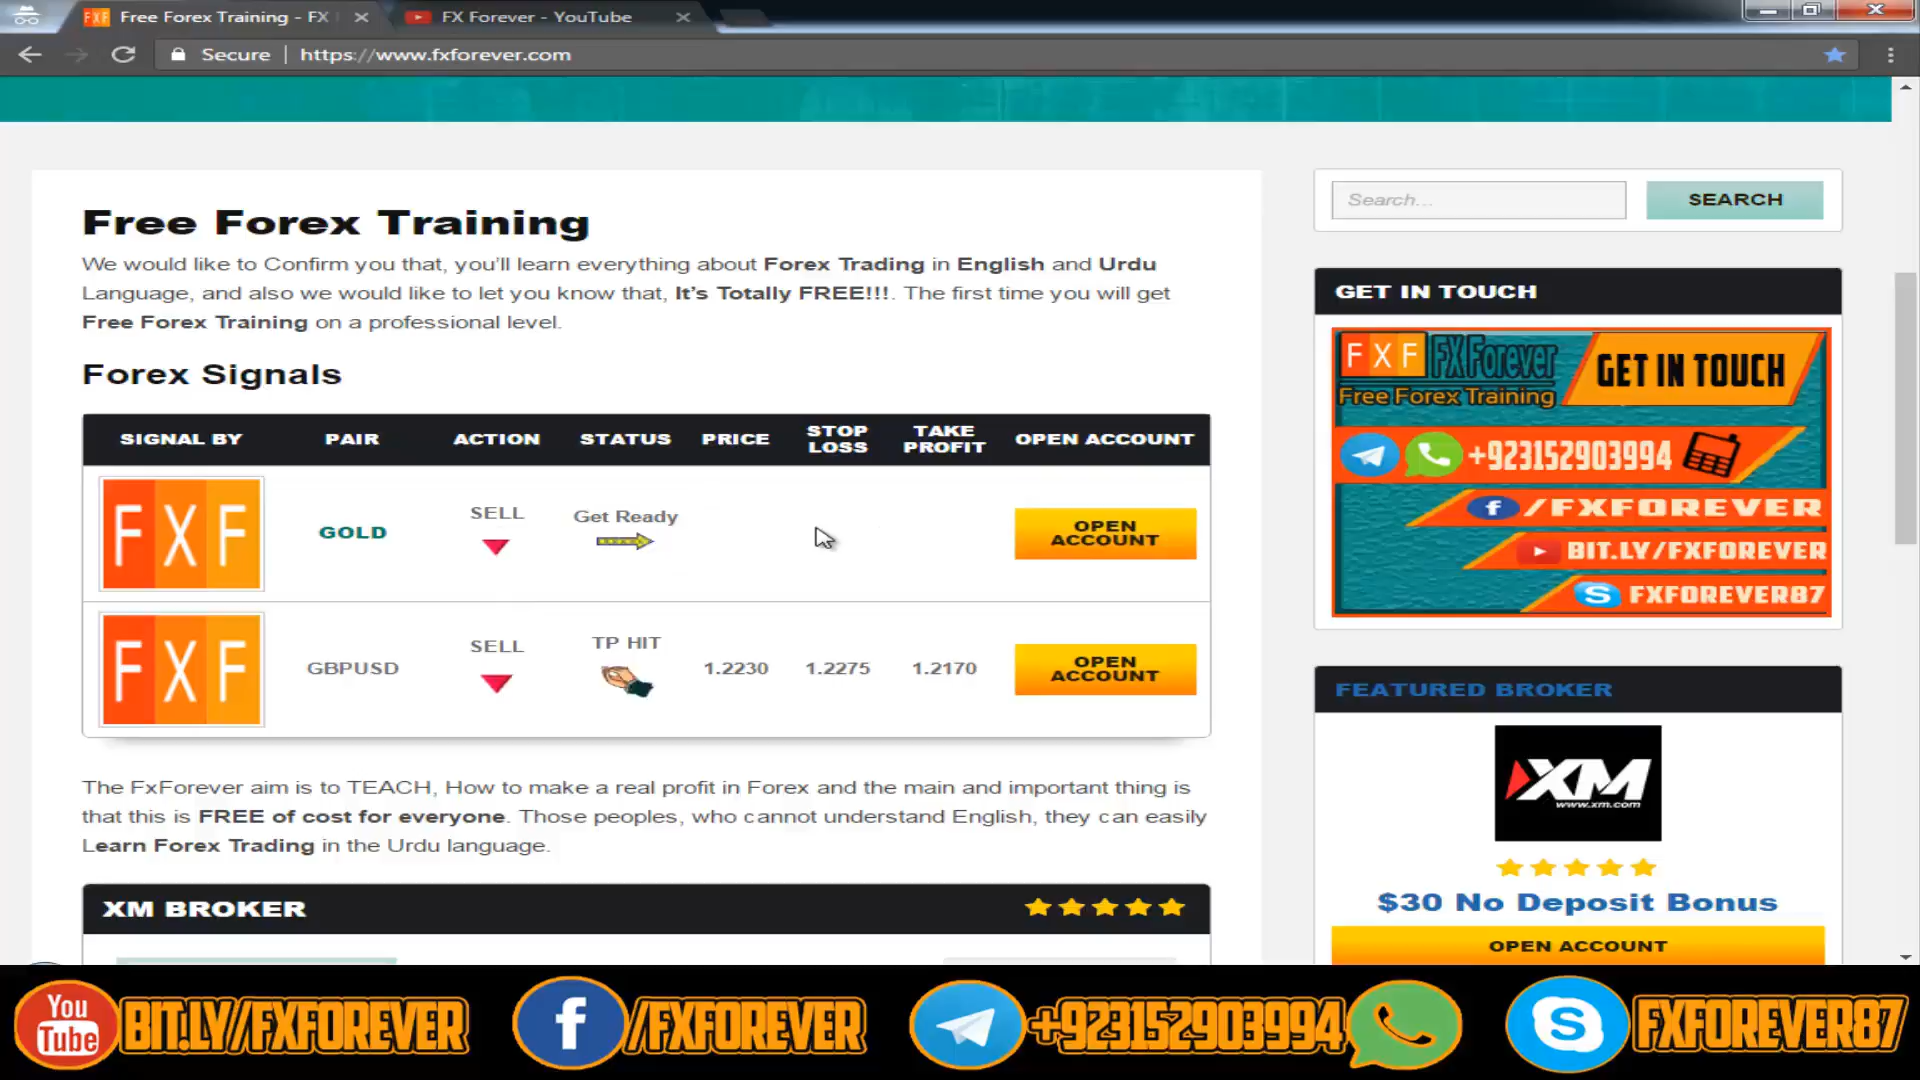 Free Forex Training - FX
FX Forever - YouTube
Secure | https://www.fxforever.com
Free Forex Training
We would like to Confirm you that, you'll learn everything about Forex Trading in English and Urdu
Language, and also we would like to let you know that, It's Totally FREE!!!. The first time you will get
Free Forex Training on a professional level.
Forex Signals
SIGNAL BY PAIR ACTION STATUS PRICE STOP LOSS TAKE PROFIT OPEN ACCOUNT
FXF GOLD SELL Get Ready OPEN ACCOUNT
FXF GBPUSD SELL TP HIT 1.2230 1.2275 1.2170 OPEN ACCOUNT
The FxForever aim is to TEACH, How to make a real profit in Forex and the main and important thing is
that this is FREE of cost for everyone. Those peoples, who cannot understand English, they can easily
Learn Forex Trading in the Urdu language.
XM BROKER
Search...
SEARCH
GET IN TOUCH
FXF FX Forever
Free Forex Training
GET IN TOUCH
+923152903994
/FXFOREVER
BIT.LY/FXFOREVER
FXFOREVER87
FEATURED BROKER
XM
www.xm.com
$30 No Deposit Bonus
OPEN ACCOUNT
You Tube BIT.LY/FXFOREVER
f /FXFOREVER
+923152903994
S FXFOREVER87